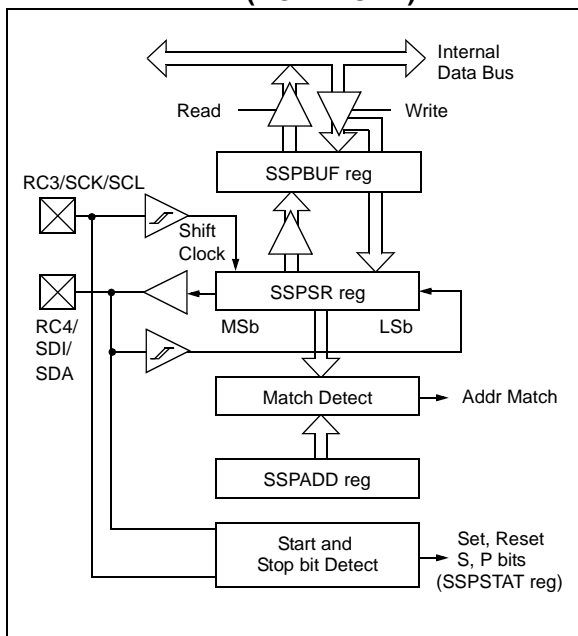 Internal
Data Bus
Read
Write
SSPBUF reg
RC3/SCK/SCL
Shift
Clock
SSPSR reg
MSb
LSb
RC4/
SDI/
SDA
Match Detect
Addr Match
SSPADD reg
Start and
Stop bit Detect
Set, Reset
S, P bits
(SSPSTAT reg)